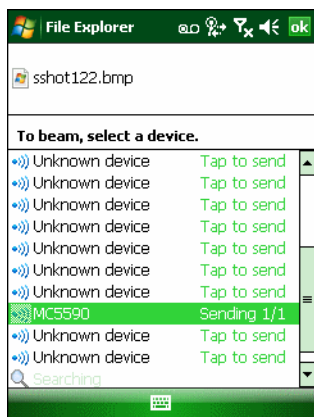 File Explorer ok
sshot122.bmp
To beam, select a device.
Unknown device Tap to send
Unknown device Tap to send
Unknown device Tap to send
Unknown device Tap to send
Unknown device Tap to send
Unknown device Tap to send
Unknown device Tap to send
MC5590 Sending 1/1
Unknown device Tap to send
Unknown device Tap to send
Searching